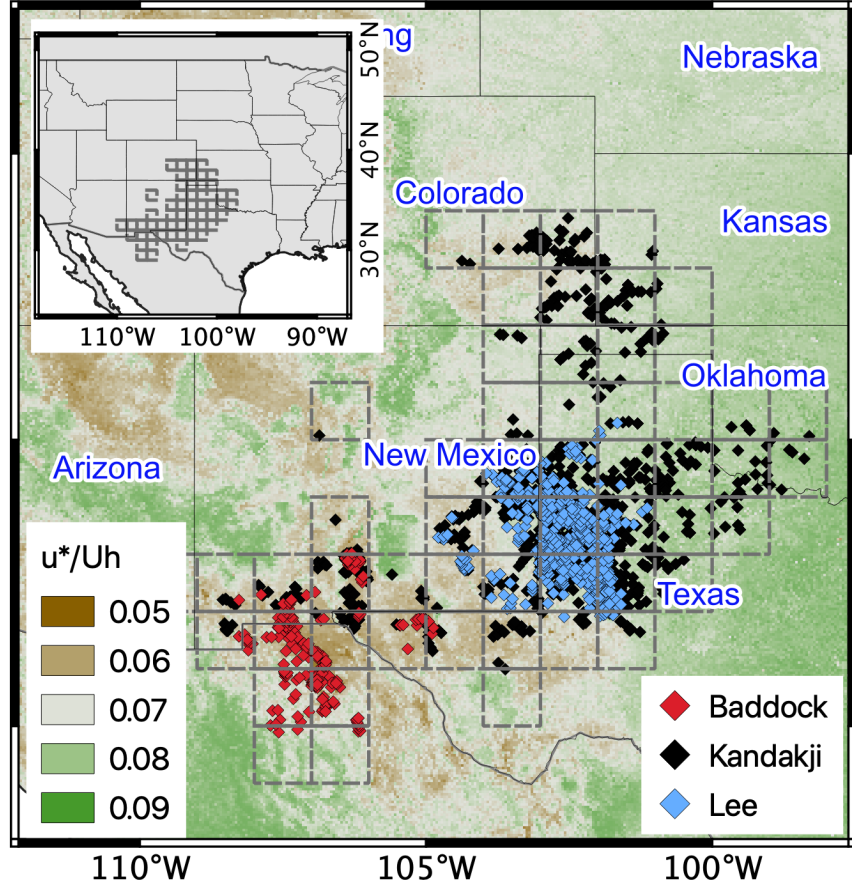 ng
Nebraska
50°N
40°N
30°N
110°W 100°W 90°W
Colorado
Kansas
Oklahoma
New Mexico
Arizona
Texas
u*/Uh
0.05
0.06
0.07
0.08
0.09
Baddock
Kandakji
Lee
110°W 105°W 100°W